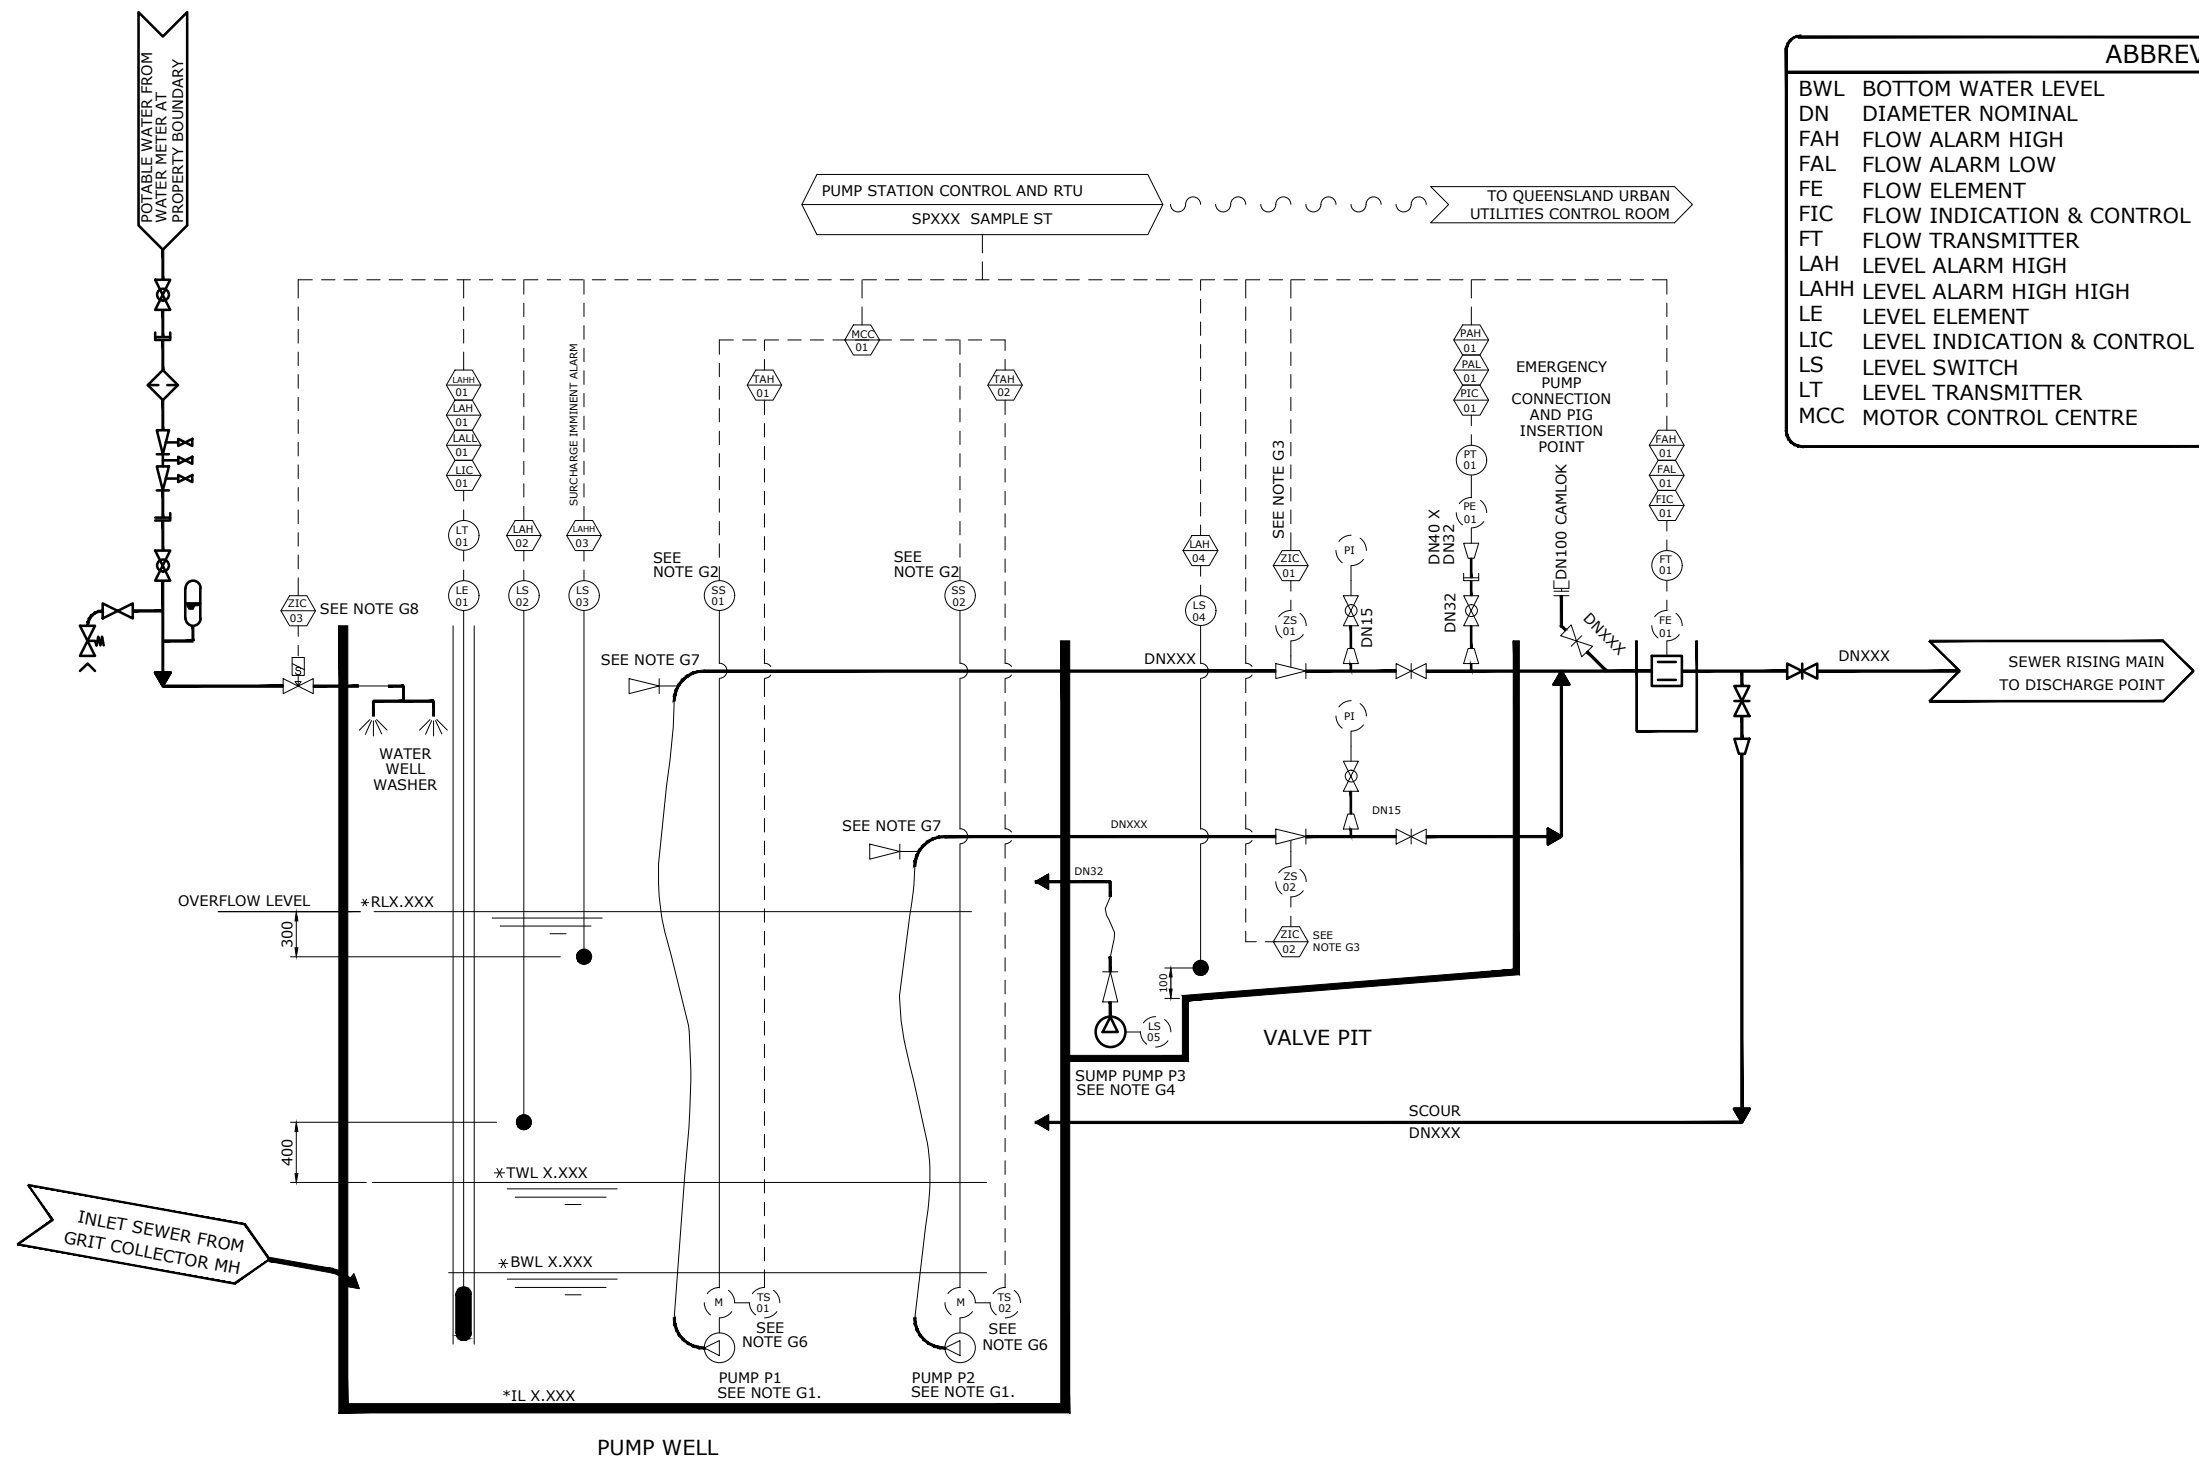 POTABLE WATER FROM
WATER METER AT
PROPERTY BOUNDARY
PUMP STATION CONTROL AND RTU
SPXXX SAMPLE ST
TO QUEENSLAND URBAN
UTILITIES CONTROL ROOM
ABBREV
BWL BOTTOM WATER LEVEL
DN DIAMETER NOMINAL
FAH FLOW ALARM HIGH
FAL FLOW ALARM LOW
FE FLOW ELEMENT
FIC FLOW INDICATION & CONTROL
FT FLOW TRANSMITTER
LAH LEVEL ALARM HIGH
LAHH LEVEL ALARM HIGH HIGH
LE LEVEL ELEMENT
LIC LEVEL INDICATION & CONTROL
LS LEVEL SWITCH
LT LEVEL TRANSMITTER
MCC MOTOR CONTROL CENTRE
MCC
01
LAHH
01
LAH
01
LALL
01
LIC
01
LT
01
LE
01
LAH
02
LS
02
SURCHARGE IMMINENT ALARM
LAHH
03
LS
03
ZIC
03
SEE NOTE G8
S
WATER
WELL
WASHER
TAH
01
TAH
02
SEE
NOTE G2
SS
01
SEE
NOTE G2
SS
02
SEE NOTE G7
SEE NOTE G7
LAH
04
LS
04
SEE NOTE G3
ZIC
01
ZS
01
PI
DN15
PAH
01
PAL
01
PIC
01
PT
01
PE
01
DN40 X
DN32
DN32
EMERGENCY
PUMP
CONNECTION
AND PIG
INSERTION
POINT
DN100 CAMLOK
DNXXX
FAH
01
FAL
01
FIC
01
FT
01
FE
01
DNXXX
DNXXX
SEWER RISING MAIN
TO DISCHARGE POINT
PI
DN15
DNXXX
DN32
ZS
02
ZIC
02
SEE
NOTE G3
OVERFLOW LEVEL
*RLX.XXX
300
100
LS
05
VALVE PIT
SUMP PUMP P3
SEE NOTE G4
SCOUR
DNXXX
400
*TWL X.XXX
*BWL X.XXX
INLET SEWER FROM
GRIT COLLECTOR MH
M
TS
01
SEE
NOTE G6
M
TS
02
SEE
NOTE G6
PUMP P1
SEE NOTE G1.
PUMP P2
SEE NOTE G1.
*IL X.XXX
PUMP WELL